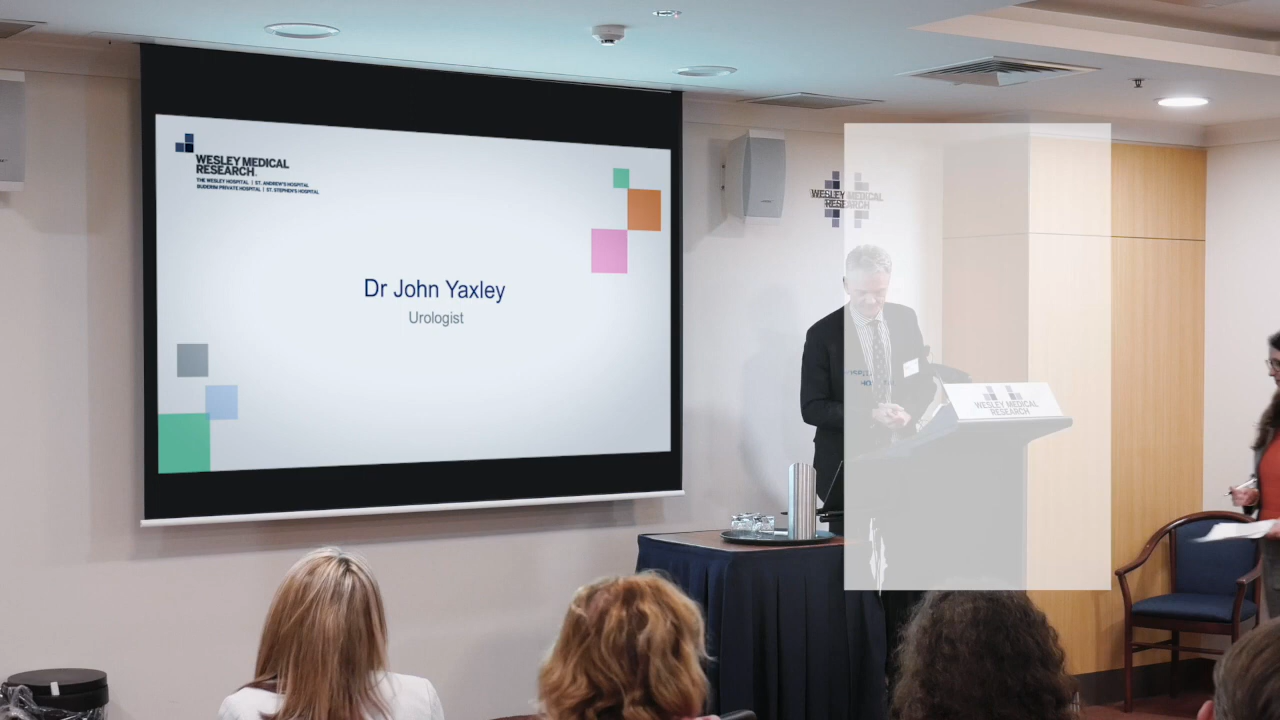 WESLEY MEDICAL
RESEARCH.
THE WESLEY HOSPITAL | ST. ANDREW'S HOSPITAL
BUDERIM PRIVATE HOSPITAL | ST. STEPHEN'S HOSPITAL
Dr John Yaxley
Urologist
WESLEY MEDICAL
RESEARCH
WESLEY MEDICAL
RESEARCH